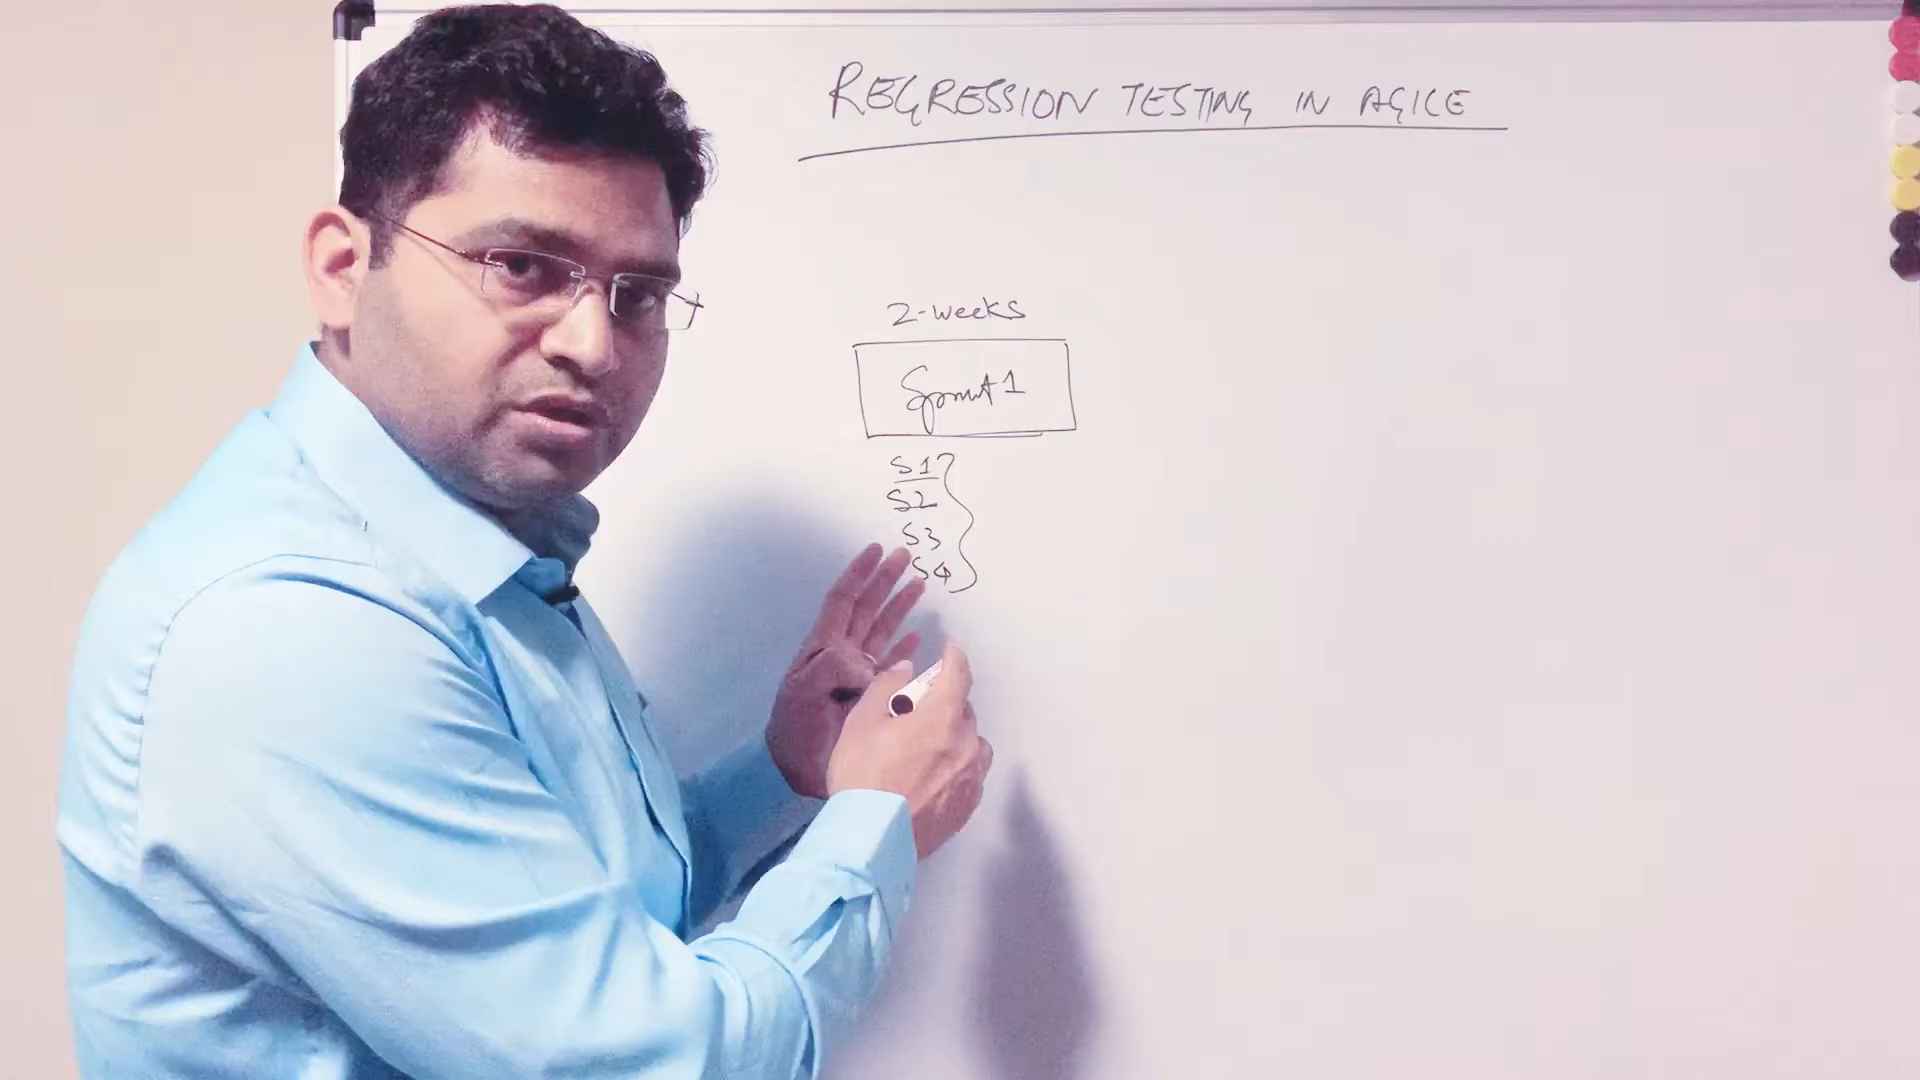 REGRESSION TESTING IN AGILE
2-weeks
Sprint 1
S1
S2
S3
S4